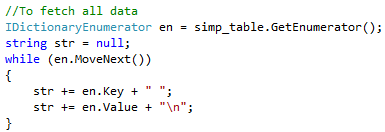 //To fetch all data
IDictionaryEnumerator en = simp_table.GetEnumerator();
string str = null;
while (en.MoveNext())
{
    str += en.Key + " ";
    str += en.Value + "\n";
}